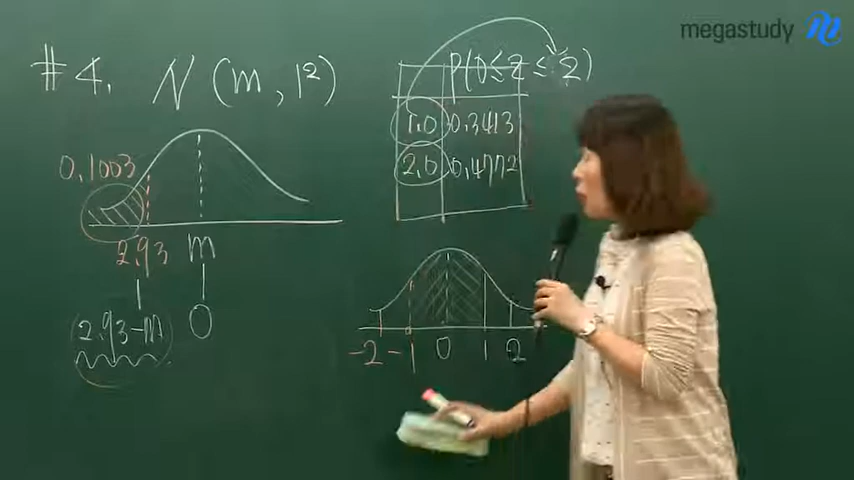 megastudy
#4. N(m, 1²)
P(0≤Z≤Z)
1.0 0.3413
2.0 0.4772
0.1003
2.93 m
2.93-m 0
-2 -1 0 1 2